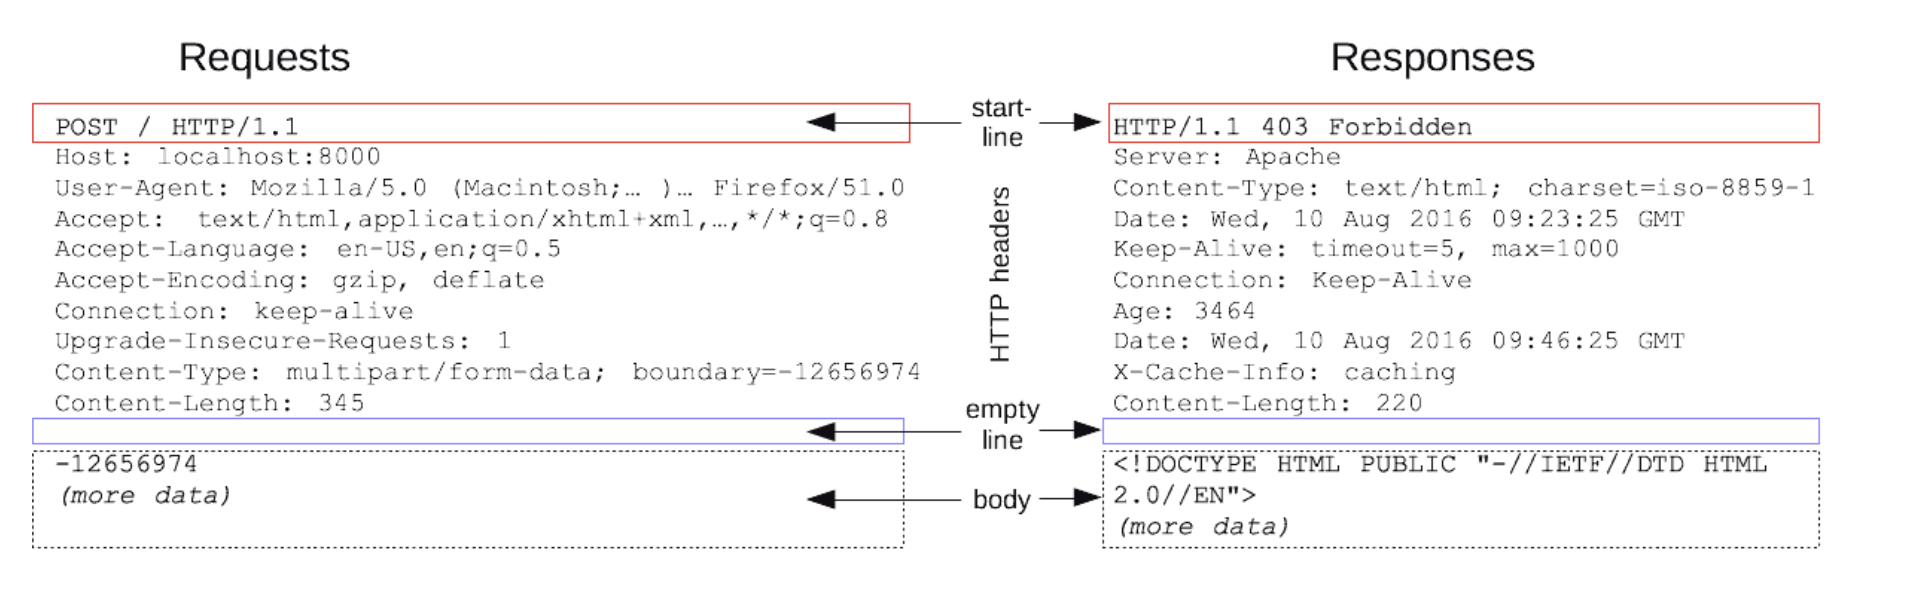 Requests
POST / HTTP/1.1
Host: localhost:8000
User-Agent: Mozilla/5.0 (Macintosh;… )… Firefox/51.0
Accept: text/html,application/xhtml+xml,…,*/*;q=0.8
Accept-Language: en-US,en;q=0.5
Accept-Encoding: gzip, deflate
Connection: keep-alive
Upgrade-Insecure-Requests: 1
Content-Type: multipart/form-data; boundary=-12656974
Content-Length: 345
-12656974
(more data)
start-
line
HTTP headers
empty
line
body
Responses
HTTP/1.1 403 Forbidden
Server: Apache
Content-Type: text/html; charset=iso-8859-1
Date: Wed, 10 Aug 2016 09:23:25 GMT
Keep-Alive: timeout=5, max=1000
Connection: Keep-Alive
Age: 3464
Date: Wed, 10 Aug 2016 09:46:25 GMT
X-Cache-Info: caching
Content-Length: 220
<!DOCTYPE HTML PUBLIC "-//IETF//DTD HTML
2.0//EN">
(more data)